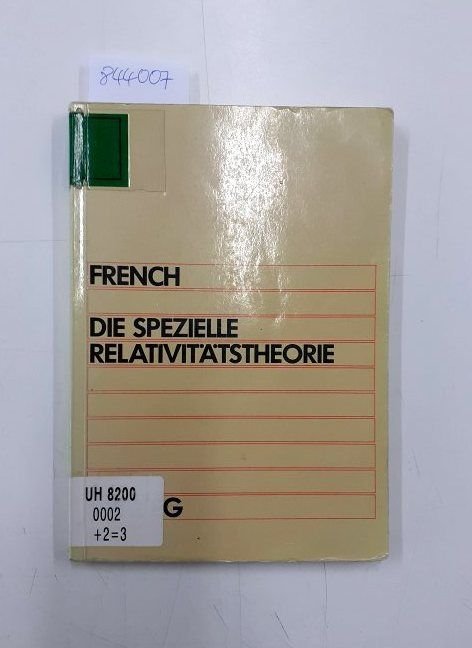 844007
FRENCH
DIE SPEZIELLE
RELATIVITÄTSTHEORIE
UH 8200
0002
+2=3
G